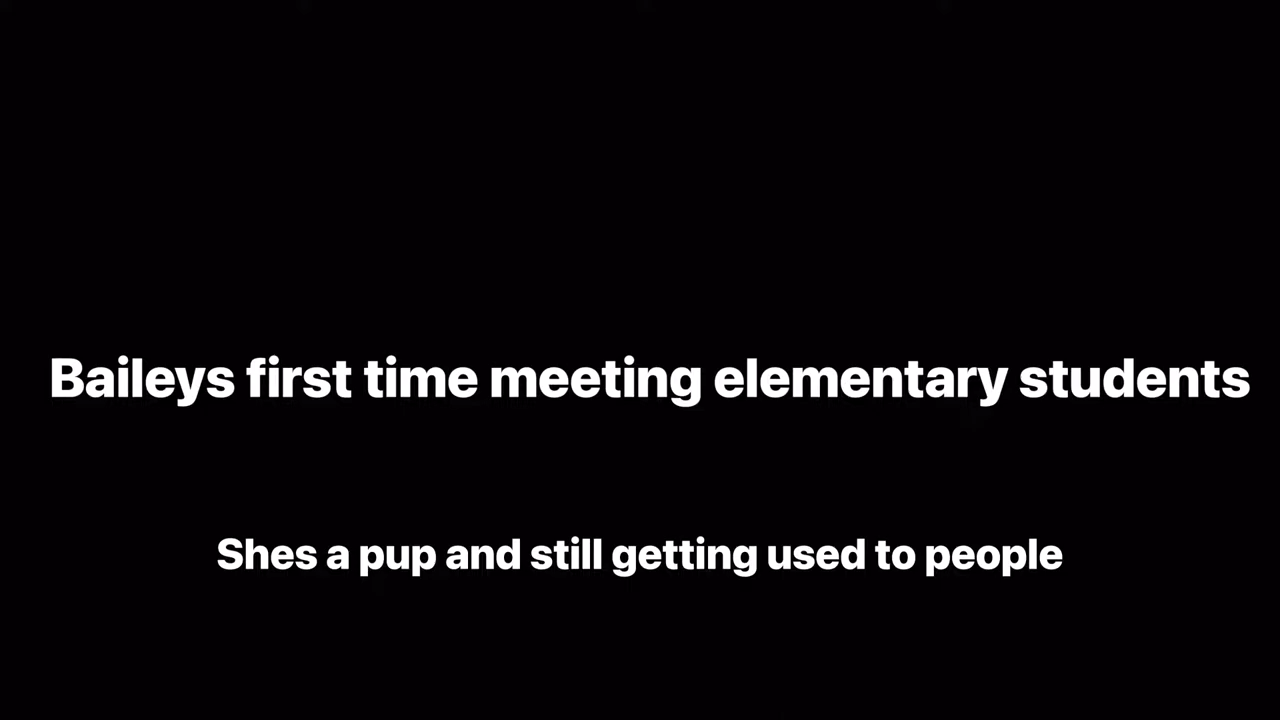 Baileys first time meeting elementary students
Shes a pup and still getting used to people